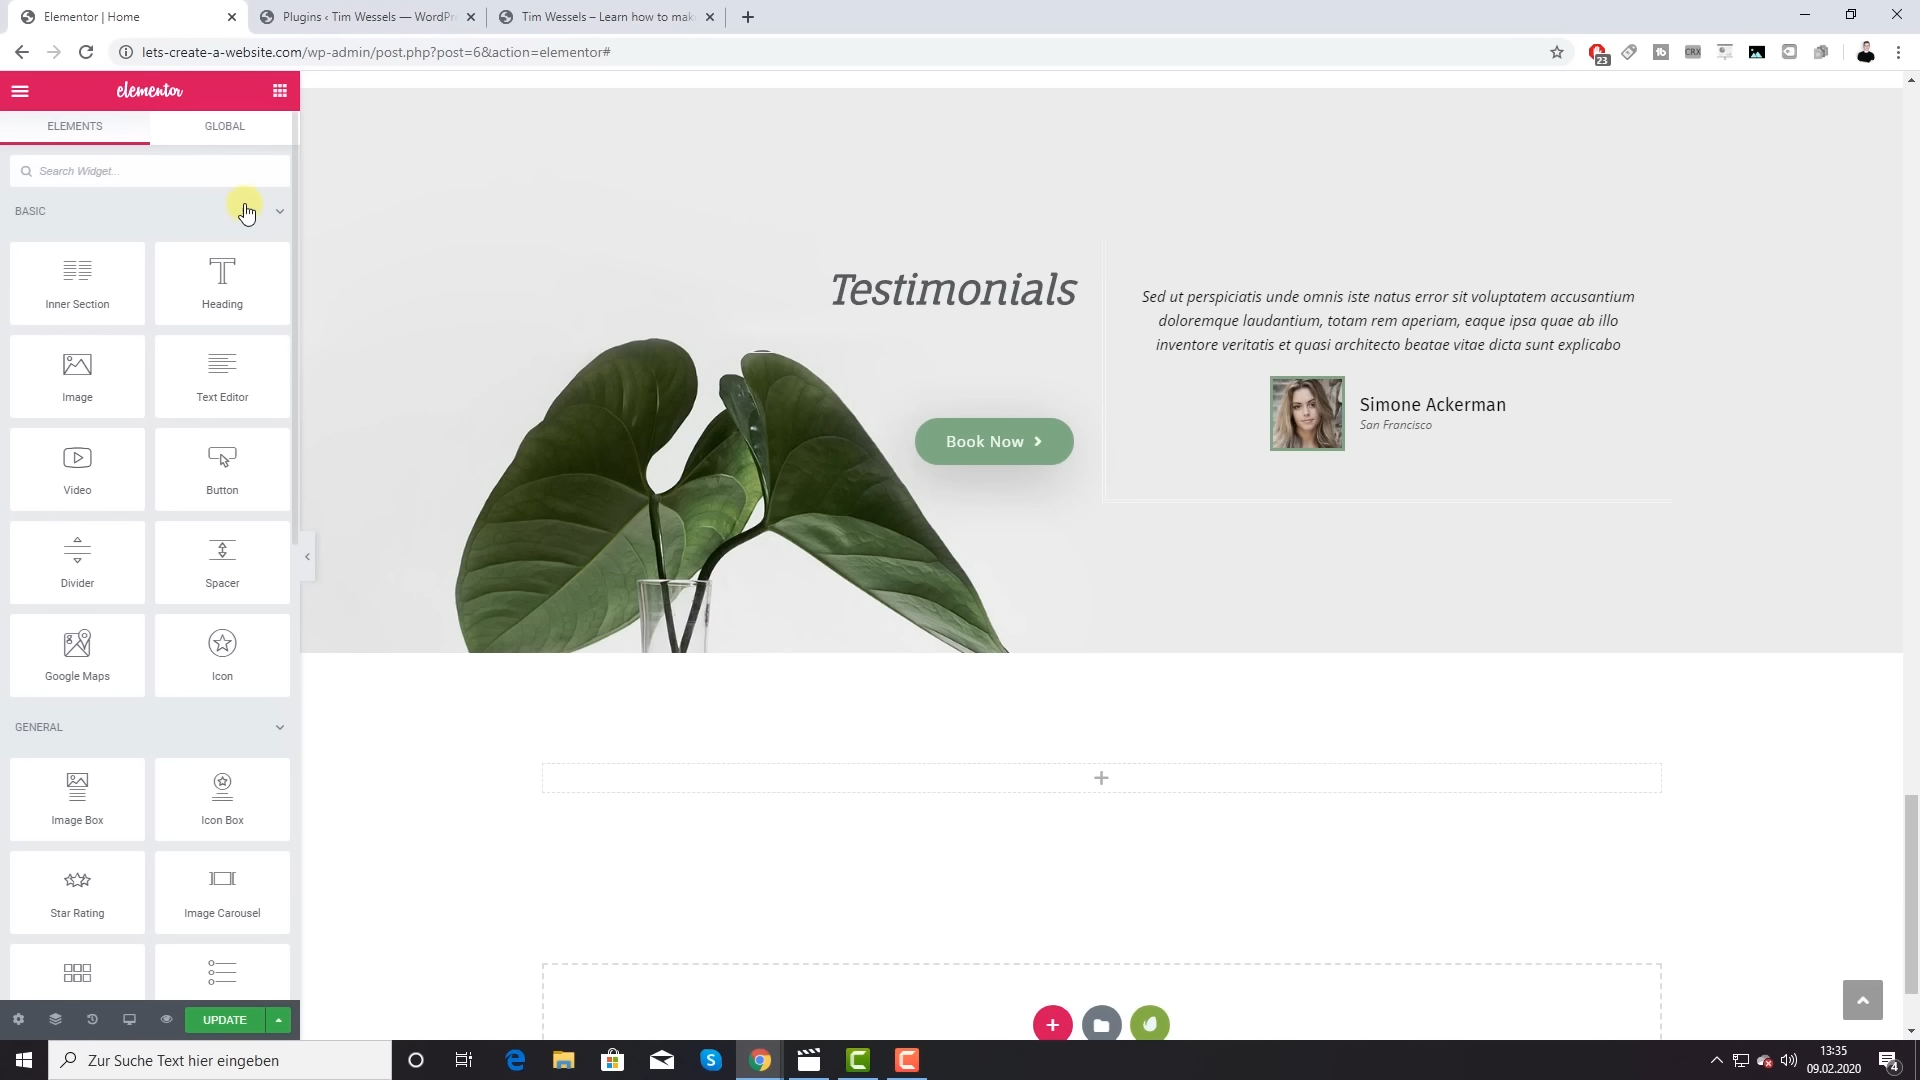 Elementor | Home
Plugins ‹ Tim Wessels — WordPr
Tim Wessels – Learn how to mak
lets-create-a-website.com/wp-admin/post.php?post=6&action=elementor#
23
CRX
elementor
ELEMENTS
GLOBAL
Search Widget...
BASIC
Inner Section
Heading
Image
Text Editor
Video
Button
Divider
Spacer
Google Maps
Icon
GENERAL
Image Box
Icon Box
Star Rating
Image Carousel
UPDATE
Testimonials
Book Now
Sed ut perspiciatis unde omnis iste natus error sit voluptatem accusantium
doloremque laudantium, totam rem aperiam, eaque ipsa quae ab illo
inventore veritatis et quasi architecto beatae vitae dicta sunt explicabo
Simone Ackerman
San Francisco
Zur Suche Text hier eingeben
13:35
09.02.2020
4